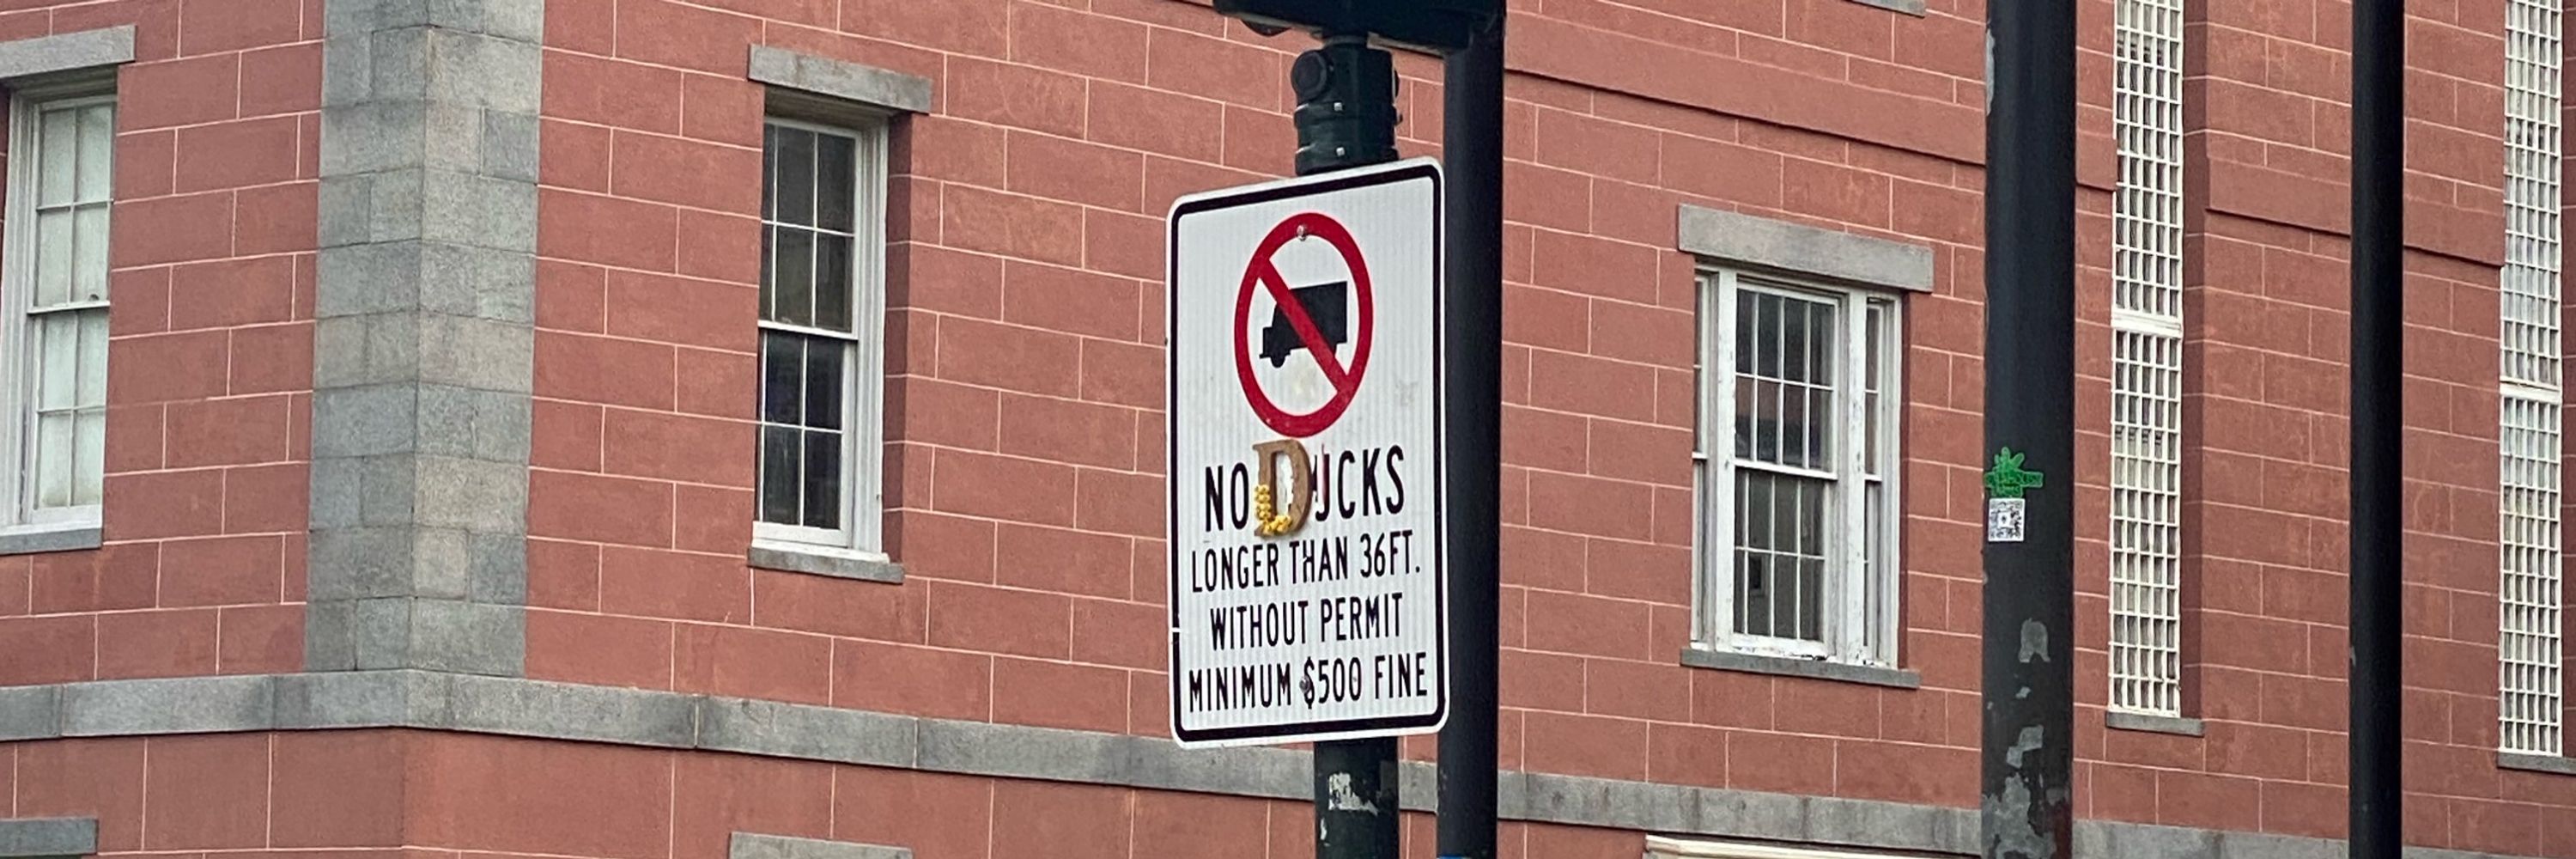 NO DUCKS
LONGER THAN 36FT.
WITHOUT PERMIT
MINIMUM $500 FINE